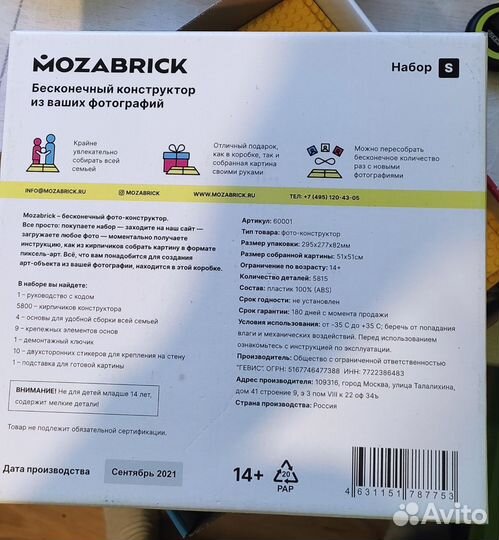 MOZABRICK
Набор S
Бесконечный конструктор
из ваших фотографий
Крайне
увлекательно
собирать всей
семьей
Отличный подарок,
как в коробке, так и
собранная картина
своими руками
Можно пересобрать
бесконечное количество
раз с новыми
фотографиями
INFO@MOZABRICK.RU
MOZABRICK
WWW.MOZABRICK.RU
ТЕЛ: +7 (495) 120-43-05
Mozabrick – бесконечный фото-конструктор.
Все просто: покупаете набор — заходите на наш сайт —
загружаете любое фото — моментально получаете
инструкцию, как из кирпичиков собрать картину в формате
пиксель-арт. Всё, что вам понадобится для создания
арт-объекта из вашей фотографии, находится в этой коробке.
В наборе вы найдете:
1 – руководство с кодом
5800 – кирпичиков конструктора
4 – основы для удобной сборки всей семьей
9 – крепежных элементов основ
1 – демонтажный ключик
10 – двухсторонних стикеров для крепления на стену
1 – подставка для готовой картины
ВНИМАНИЕ! Не для детей младше 14 лет,
содержит мелкие детали!
Товар не подлежит обязательной сертификации.
Артикул: 60001
Тип товара: фото-конструктор
Размер упаковки: 295x277x82мм
Размер собранной картины: 51x51см
Ограничение по возрасту: 14+
Количество деталей: 5815
Состав: пластик 100% (ABS)
Срок годности: не установлен
Срок гарантии: 180 дней с момента продажи
Условия использования: от -35 С до +35 С; беречь от попадания
влаги и механических воздействий. Перед использованием
ознакомьтесь с инструкцией по эксплуатации.
Производитель: Общество с ограниченной ответственностью
"ГЕВИС". ОГРН: 5167746477388 ИНН: 7722386483
Адрес производителя: 109316, город Москва, улица Талалихина,
дом 41 строение 9, э 3 пом VIII к 22 оф 34ъ
Страна производства: Россия
Дата производства
Сентябрь 2021
14+
20
PAP
4 631151 787753
Avito